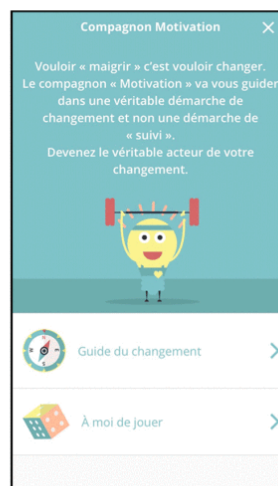 Compagnon Motivation
Vouloir « maigrir » c'est vouloir changer.
Le compagnon « Motivation » va vous guider
dans une véritable démarche de
changement et non une démarche de
« suivi ».
Devenez le véritable acteur de votre
changement.
Guide du changement
À moi de jouer